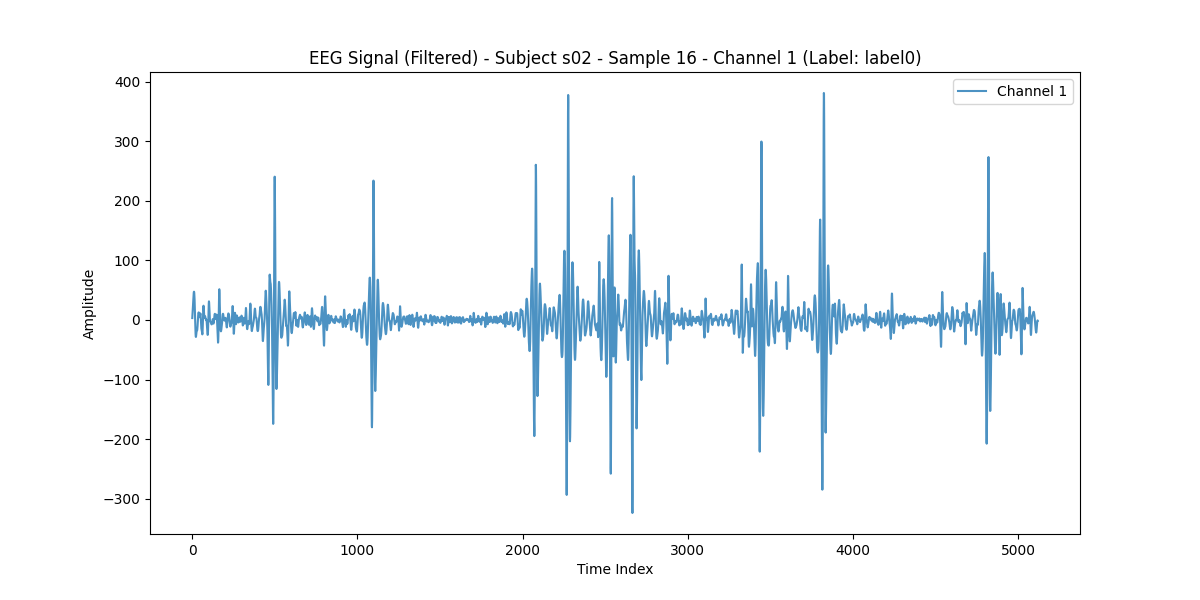 EEG Signal (Filtered) - Subject s02 - Sample 16 - Channel 1 (Label: label0)
Channel 1
400
300
200
100
0
−100
−200
−300
Amplitude
0 1000 2000 3000 4000 5000
Time Index